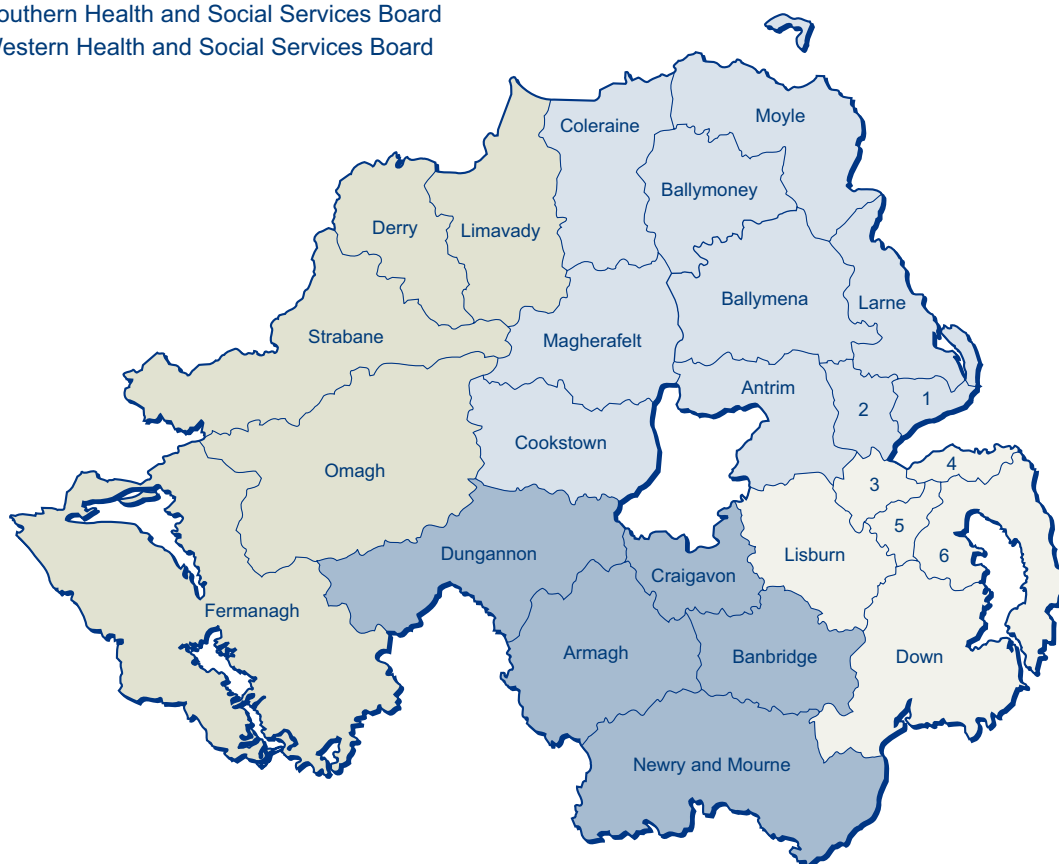 outhern Health and Social Services Board
Western Health and Social Services Board
Moyle
Coleraine
Ballymoney
Derry
Limavady
Ballymena
Larne
Strabane
Magherafelt
Antrim
1
2
Cookstown
4
Omagh
3
5
Dungannon
Lisburn
6
Craigavon
Fermanagh
Armagh
Banbridge
Down
Newry and Mourne